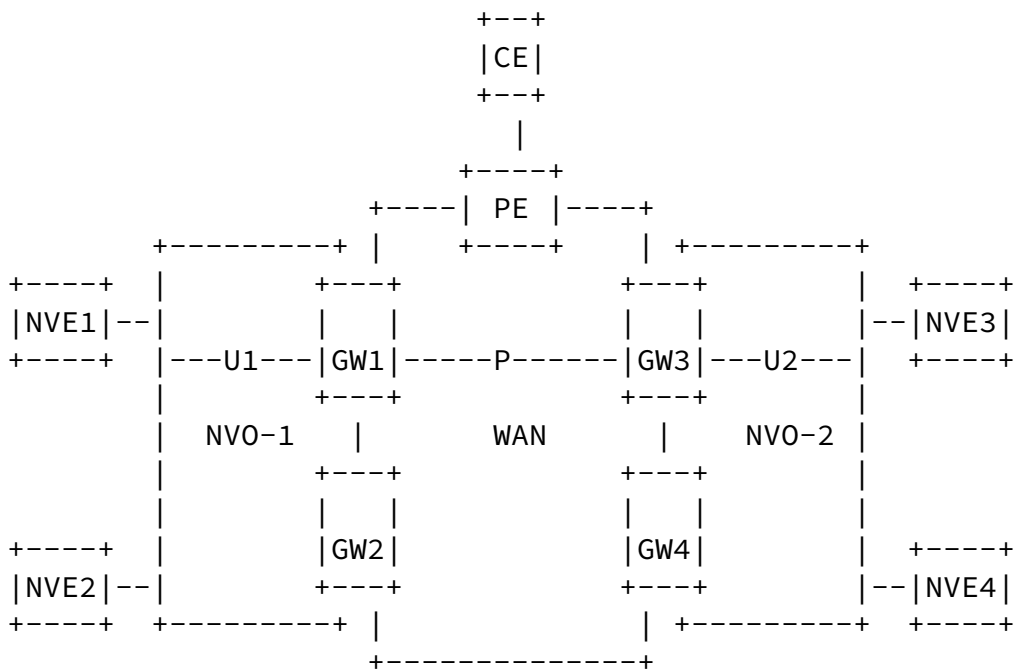 +--+
|CE|
+--+
|
+----+
+----| PE |----+
+---------+ | +----+ | +---------+
+----+ | +---+ +---+ | +----+
|NVE1|--| | | | | |--|NVE3|
+----+ |---U1---|GW1|------P------|GW3|---U2---| +----+
| +---+ +---+ |
| NVO-1 | WAN | NVO-2 |
| +---+ +---+ |
| | | | | |
+----+ | |GW2| |GW4| | +----+
|NVE2|--| +---+ +---+ |--|NVE4|
+----+ +---------+ | | +---------+ +----+
+--------------+